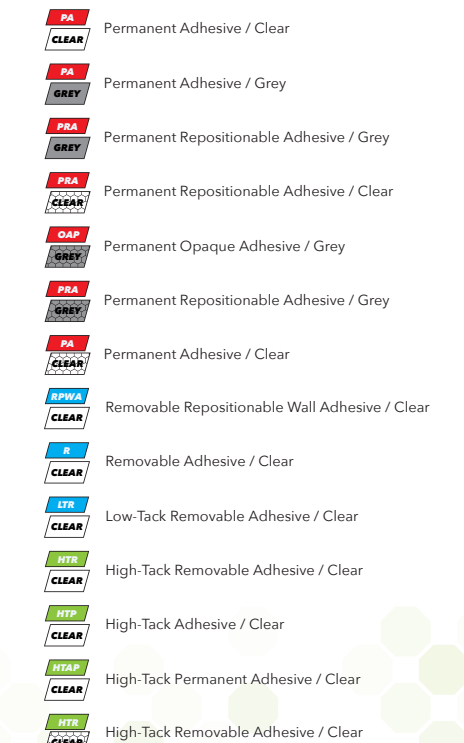 PA
CLEAR
Permanent Adhesive / Clear
PA
GREY
Permanent Adhesive / Grey
PRA
GREY
Permanent Repositionable Adhesive / Grey
PRA
CLEAR
Permanent Repositionable Adhesive / Clear
OAP
GREY
Permanent Opaque Adhesive / Grey
PRA
GREY
Permanent Repositionable Adhesive / Grey
PA
CLEAR
Permanent Adhesive / Clear
RPWA
CLEAR
Removable Repositionable Wall Adhesive / Clear
R
CLEAR
Removable Adhesive / Clear
LTR
CLEAR
Low-Tack Removable Adhesive / Clear
HTR
CLEAR
High-Tack Removable Adhesive / Clear
HTP
CLEAR
High-Tack Adhesive / Clear
HTAP
CLEAR
High-Tack Permanent Adhesive / Clear
HTR
CLEAR
High-Tack Removable Adhesive / Clear